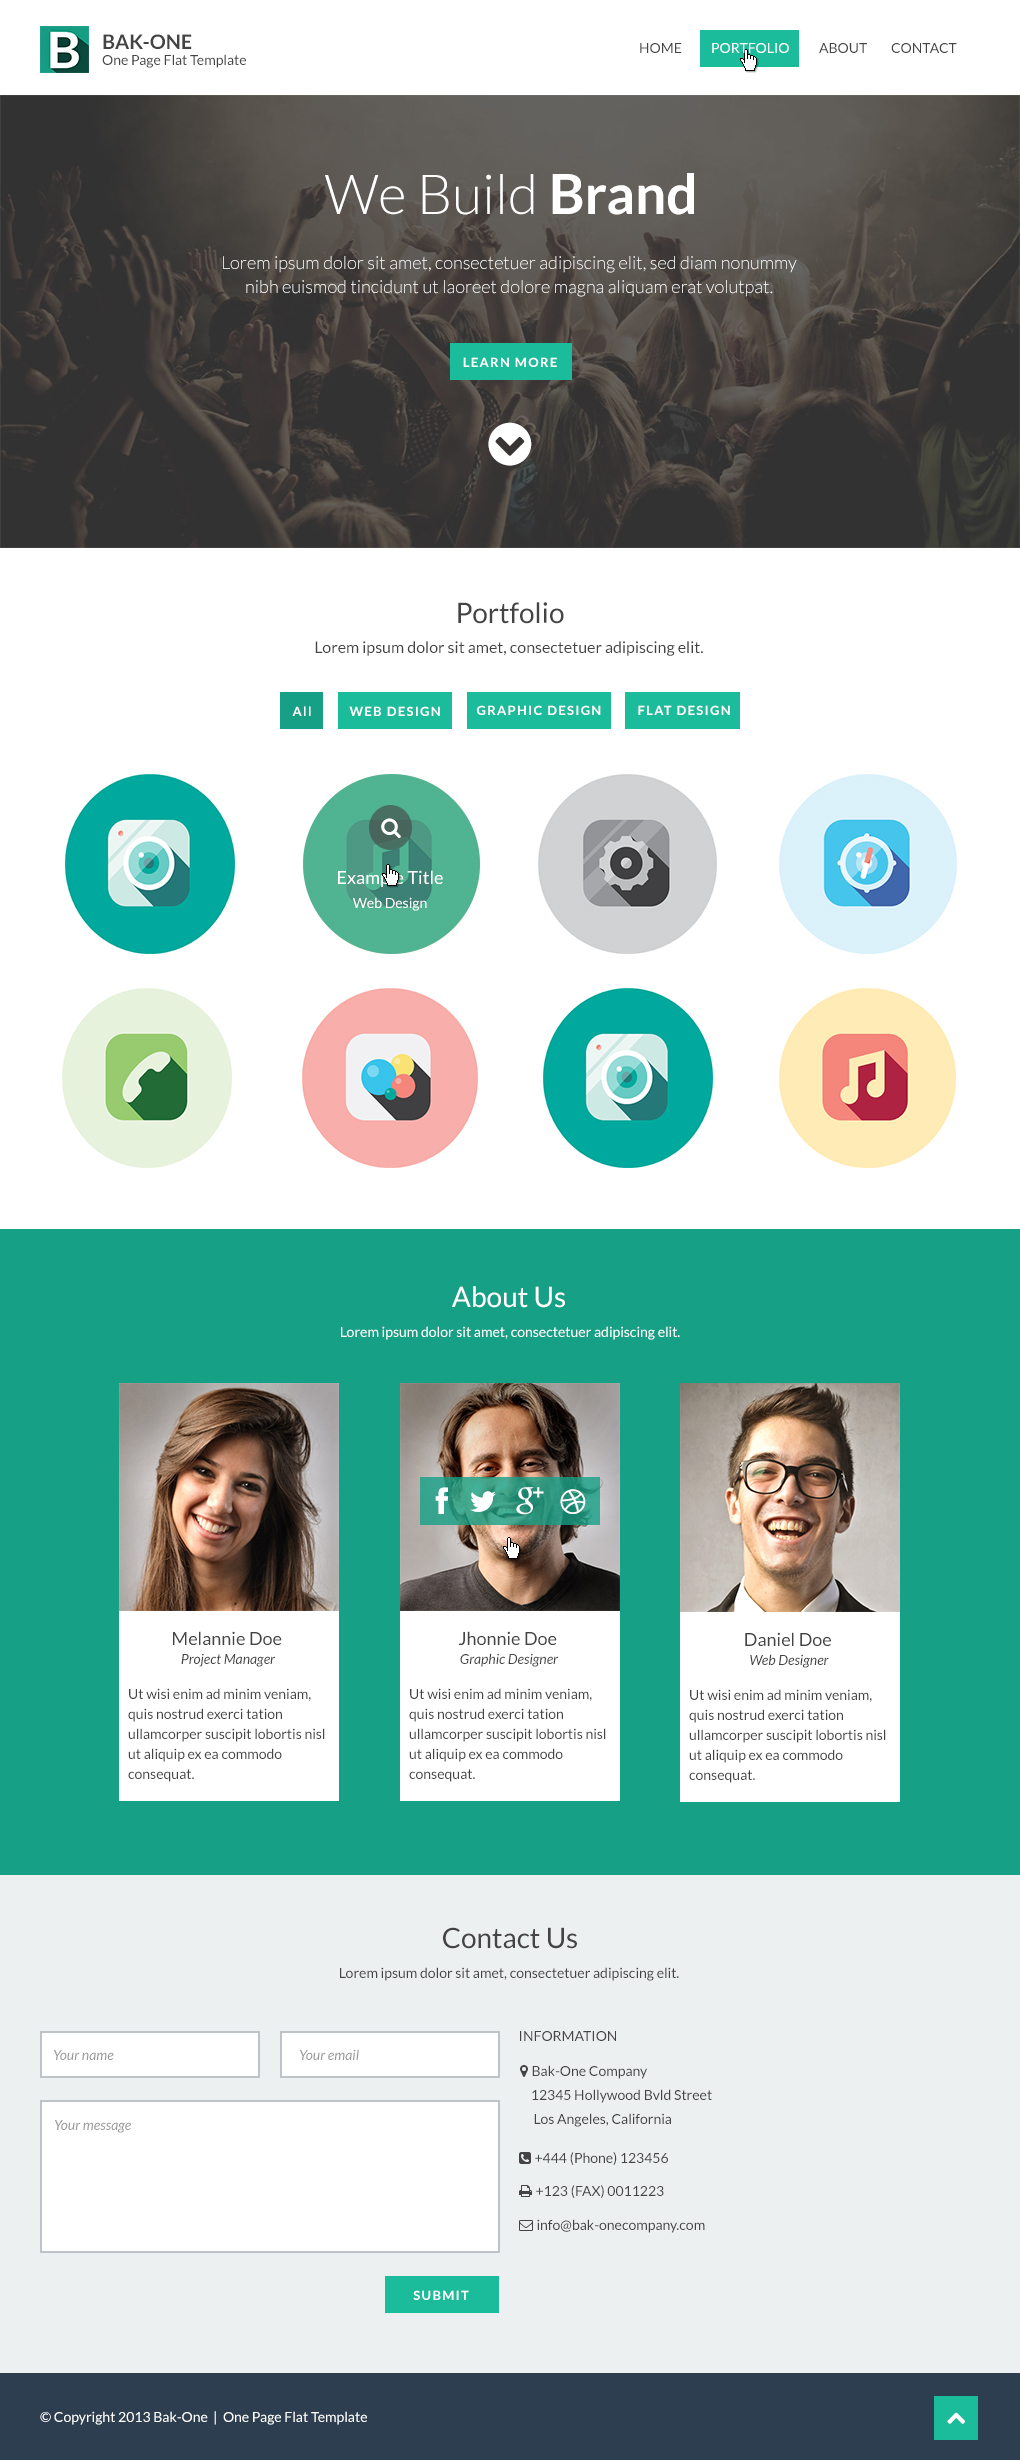 B
BAK-ONE
One Page Flat Template
HOME PORTFOLIO ABOUT CONTACT
We Build Brand
Lorem ipsum dolor sit amet, consectetuer adipiscing elit, sed diam nonummy
nibh euismod tincidunt ut laoreet dolore magna aliquam erat volutpat.
LEARN MORE
Portfolio
Lorem ipsum dolor sit amet, consectetuer adipiscing elit.
All WEB DESIGN GRAPHIC DESIGN FLAT DESIGN
Example Title
Web Design
About Us
Lorem ipsum dolor sit amet, consectetuer adipiscing elit.
Melannie Doe
Project Manager
Ut wisi enim ad minim veniam,
quis nostrud exerci tation
ullamcorper suscipit lobortis nisl
ut aliquip ex ea commodo
consequat.
Jhonnie Doe
Graphic Designer
Ut wisi enim ad minim veniam,
quis nostrud exerci tation
ullamcorper suscipit lobortis nisl
ut aliquip ex ea commodo
consequat.
Daniel Doe
Web Designer
Ut wisi enim ad minim veniam,
quis nostrud exerci tation
ullamcorper suscipit lobortis nisl
ut aliquip ex ea commodo
consequat.
Contact Us
Lorem ipsum dolor sit amet, consectetuer adipiscing elit.
Your name
Your email
Your message
SUBMIT
INFORMATION
Bak-One Company
12345 Hollywood Bvld Street
Los Angeles, California
+444 (Phone) 123456
+123 (FAX) 0011223
info@bak-onecompany.com
© Copyright 2013 Bak-One | One Page Flat Template